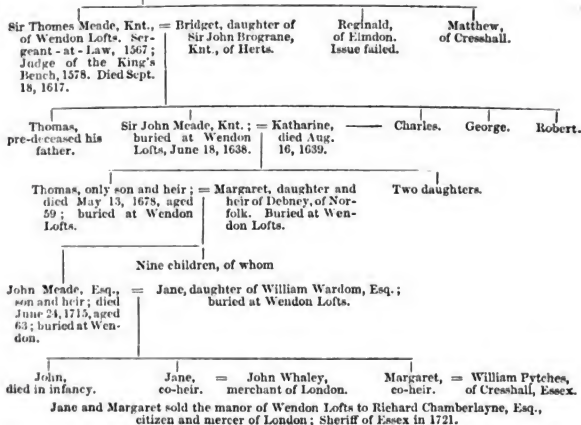 Sir Thomes Meade, Knt., = Bridget, daughter of Reginald, Matthew,
of Wendon Lofts. Ser- Sir John Brograne, of Elmdon. of Cresshall.
geant-at-Law, 1567; Knt., of Herts. Issue failed.
Judge of the King's
Bench, 1578. Died Sept.
18, 1617.
Thomas, Sir John Meade, Knt.; = Katharine, — Charles. George. Robert.
pre-deceased his buried at Wendon died Aug.
father. Lofts, June 18, 1638. 16, 1639.
Thomas, only son and heir; = Margaret, daughter and Two daughters.
died May 13, 1678, aged heir of Debney, of Nor-
59; buried at Wendon folk. Buried at Wen-
Lofts. don Lofts.
Nine children, of whom
John Meade, Esq., = Jane, daughter of William Wardom, Esq.;
son and heir; died buried at Wendon Lofts.
June 24, 1715, aged
63; buried at Wen-
don.
John, Jane, = John Whaley, Margaret, = William Pytches,
died in infancy. co-heir. merchant of London. co-heir. of Cresshall, Essex.
Jane and Margaret sold the manor of Wendon Lofts to Richard Chamberlayne, Esq.,
citizen and mercer of London; Sheriff of Essex in 1721.